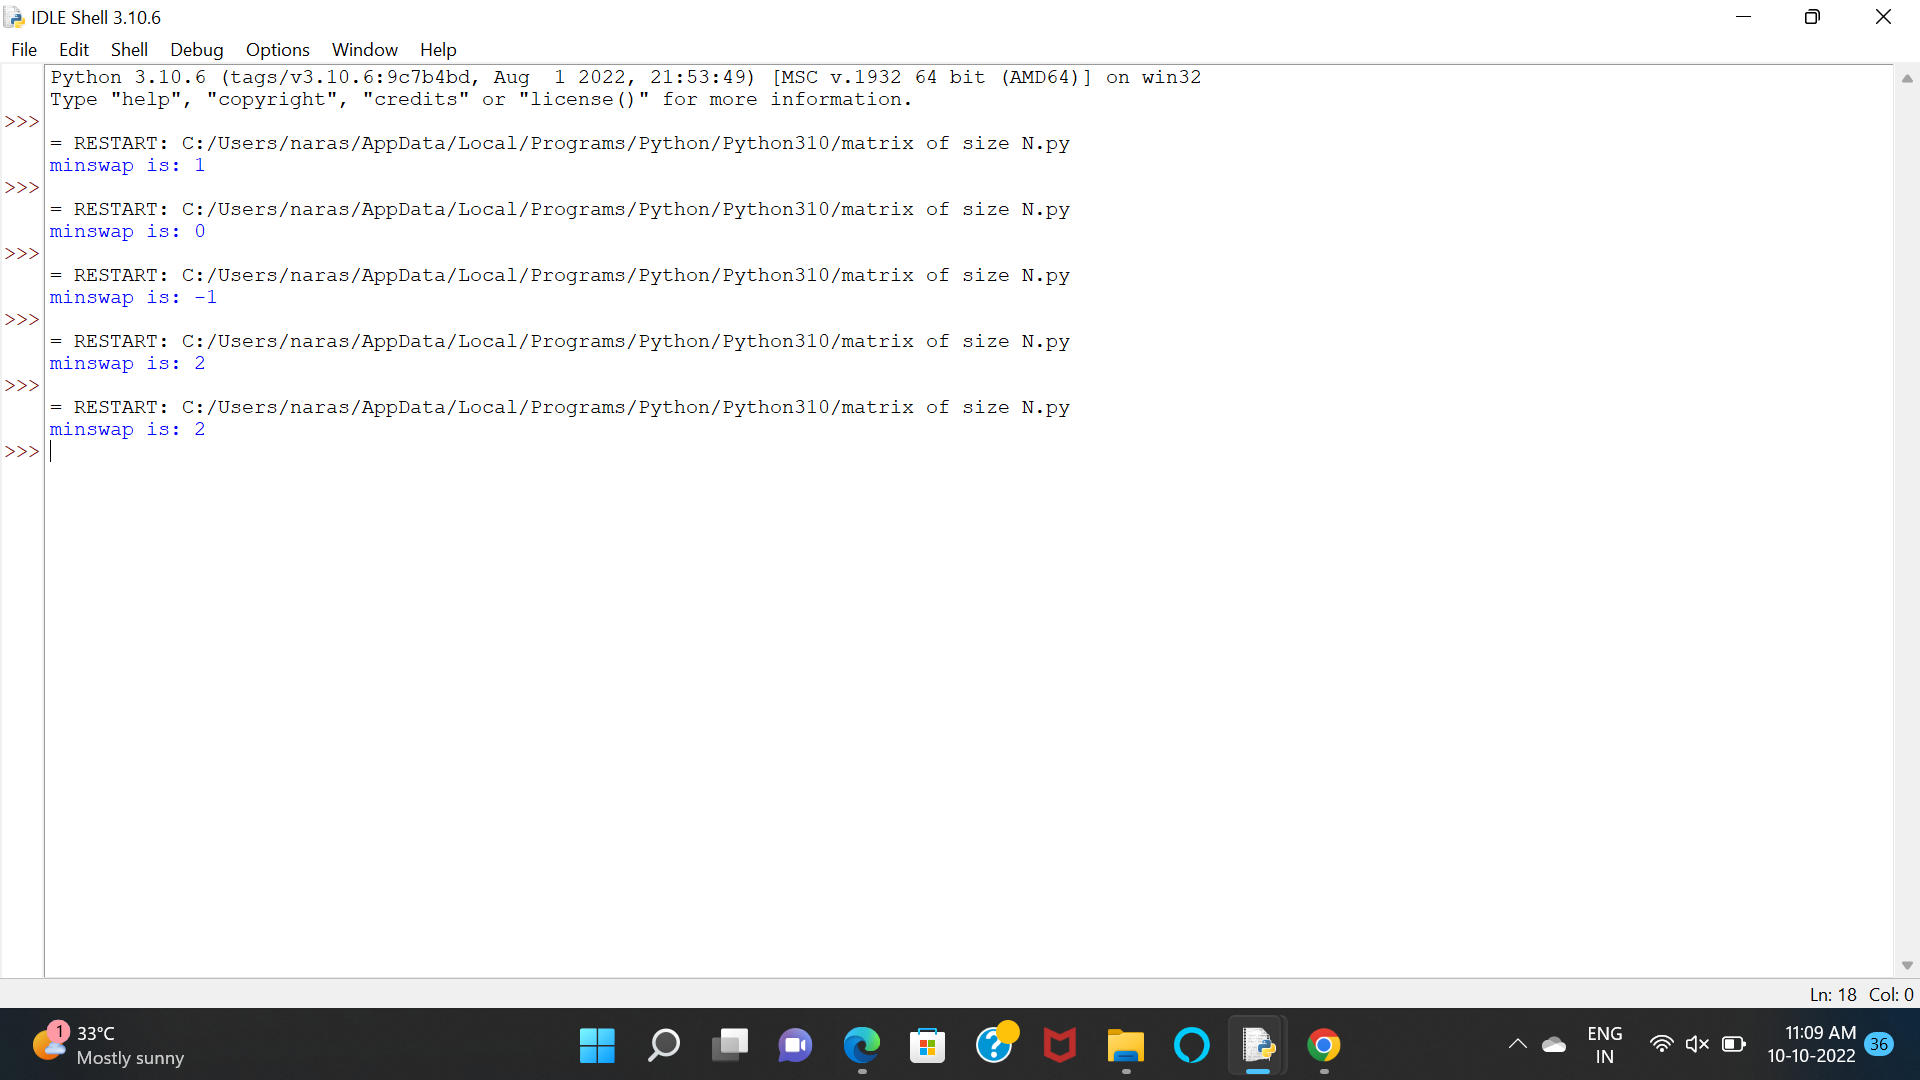 IDLE Shell 3.10.6
File Edit Shell Debug Options Window Help
Python 3.10.6 (tags/v3.10.6:9c7b4bd, Aug  1 2022, 21:53:49) [MSC v.1932 64 bit (AMD64)] on win32
Type "help", "copyright", "credits" or "license()" for more information.
>>>
= RESTART: C:/Users/naras/AppData/Local/Programs/Python/Python310/matrix of size N.py
minswap is: 1
>>>
= RESTART: C:/Users/naras/AppData/Local/Programs/Python/Python310/matrix of size N.py
minswap is: 0
>>>
= RESTART: C:/Users/naras/AppData/Local/Programs/Python/Python310/matrix of size N.py
minswap is: -1
>>>
= RESTART: C:/Users/naras/AppData/Local/Programs/Python/Python310/matrix of size N.py
minswap is: 2
>>>
= RESTART: C:/Users/naras/AppData/Local/Programs/Python/Python310/matrix of size N.py
minswap is: 2
>>>
Ln: 18 Col: 0
1 33°C
Mostly sunny
ENG
IN
11:09 AM
10-10-2022
36